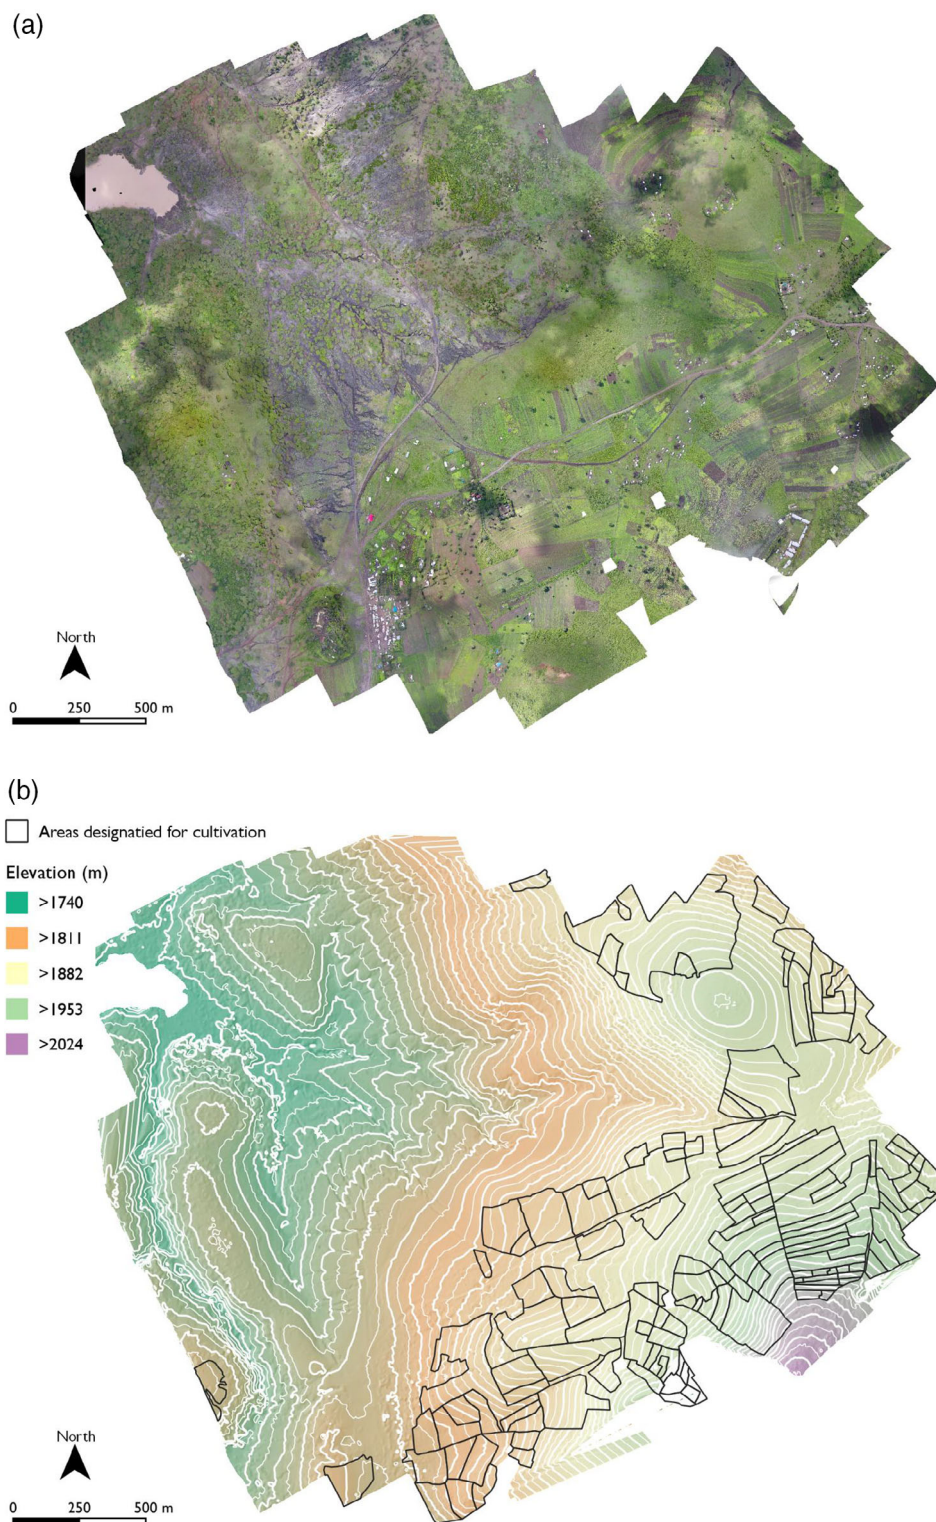 (a)
North
0 250 500 m
(b)
Areas designatied for cultivation
Elevation (m)
>1740
>1811
>1882
>1953
>2024
North
0 250 500 m